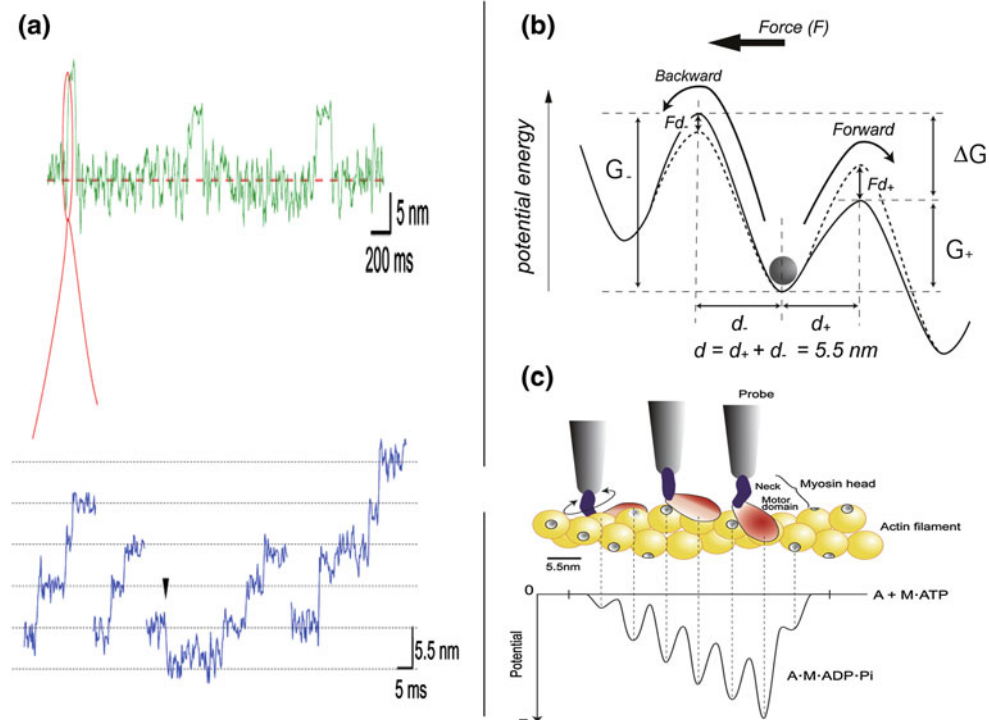 (a)
5 nm
200 ms
5.5 nm
5 ms
(b)
Force (F)
Backward
Forward
potential energy
Fd-
Fd+
G-
ΔG
G+
d-
d+
d = d+ + d- = 5.5 nm
(c)
Probe
Neck
Motor
domain
Myosin head
Actin filament
5.5nm
0
A + M·ATP
Potential
A·M·ADP·Pi